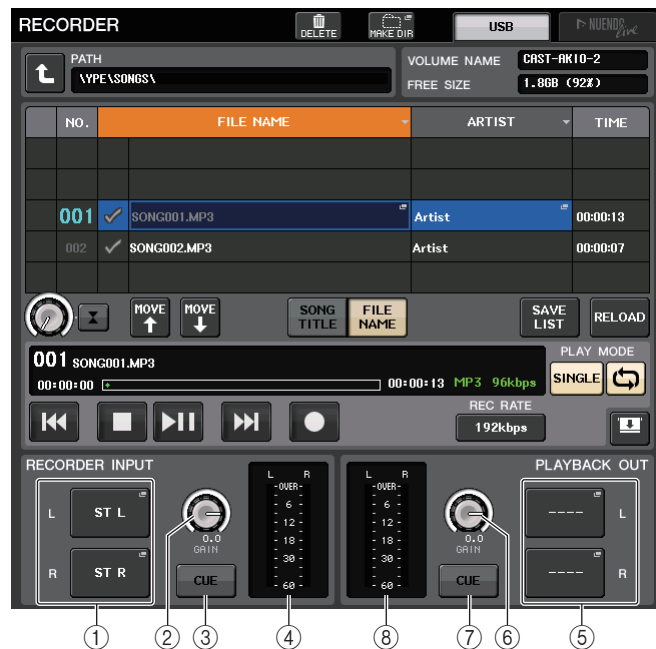 RECORDER
DELETE
MAKE DIR
USB
NUENDO Live
PATH
\YPE\SONGS\
VOLUME NAME
CAST-AKIO-2
FREE SIZE
1.8GB (92%)
NO.
FILE NAME
ARTIST
TIME
001
SONG001.MP3
Artist
00:00:13
002
SONG002.MP3
Artist
00:00:07
MOVE
MOVE
SONG TITLE
FILE NAME
SAVE LIST
RELOAD
001 SONG001.MP3
00:00:00
00:00:13 MP3 96kbps
PLAY MODE
SINGLE
REC RATE
192kbps
RECORDER INPUT
PLAYBACK OUT
L
ST L
R
ST R
0.0
GAIN
CUE
L R
-OVER-
6
12
18
30
60
L R
-OVER-
6
12
18
30
60
0.0
GAIN
CUE
----
L
----
R
① ② ③ ④ ⑧ ⑦ ⑥ ⑤